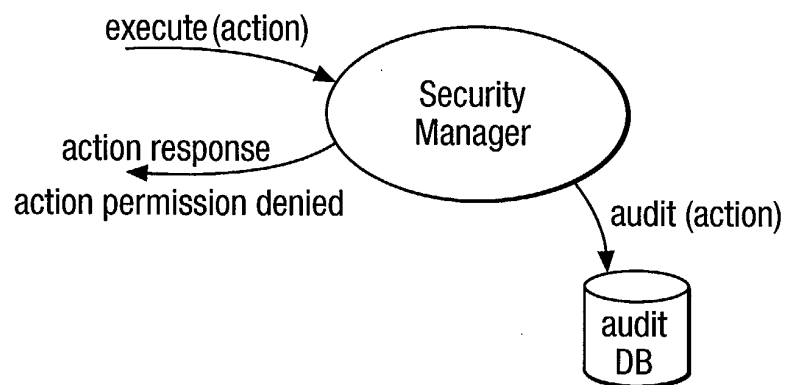 execute (action)
Security
Manager
action response
action permission denied
audit (action)
audit
DB